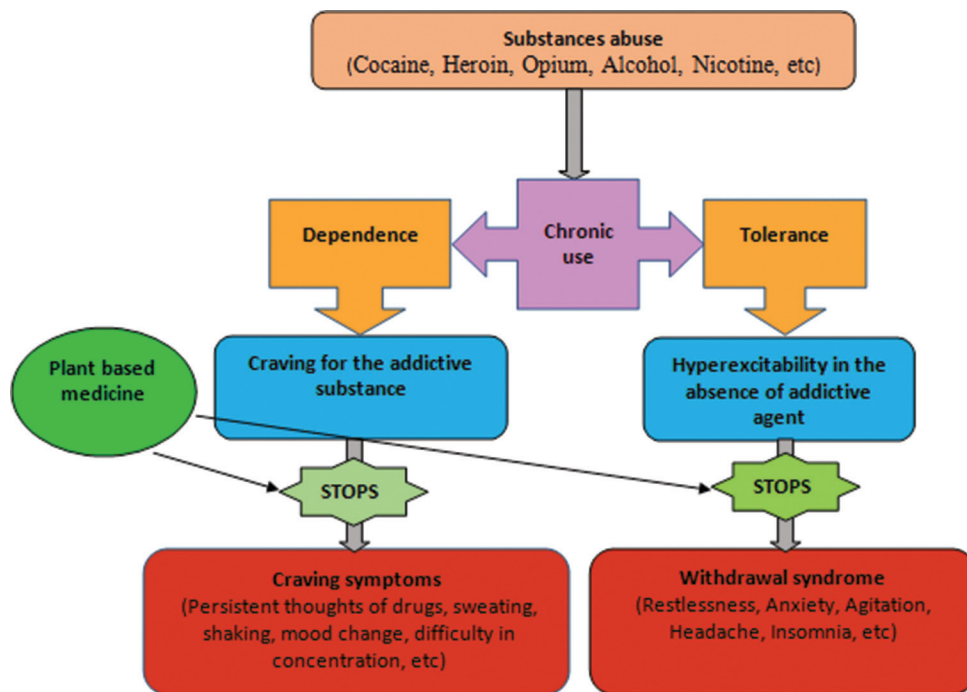 Substances abuse
(Cocaine, Heroin, Opium, Alcohol, Nicotine, etc)
Dependence
Chronic
use
Tolerance
Plant based
medicine
Craving for the addictive
substance
Hyperexcitability in the
absence of addictive
agent
STOPS
STOPS
Craving symptoms
(Persistent thoughts of drugs, sweating,
shaking, mood change, difficulty in
concentration, etc)
Withdrawal syndrome
(Restlessness, Anxiety, Agitation,
Headache, Insomnia, etc)